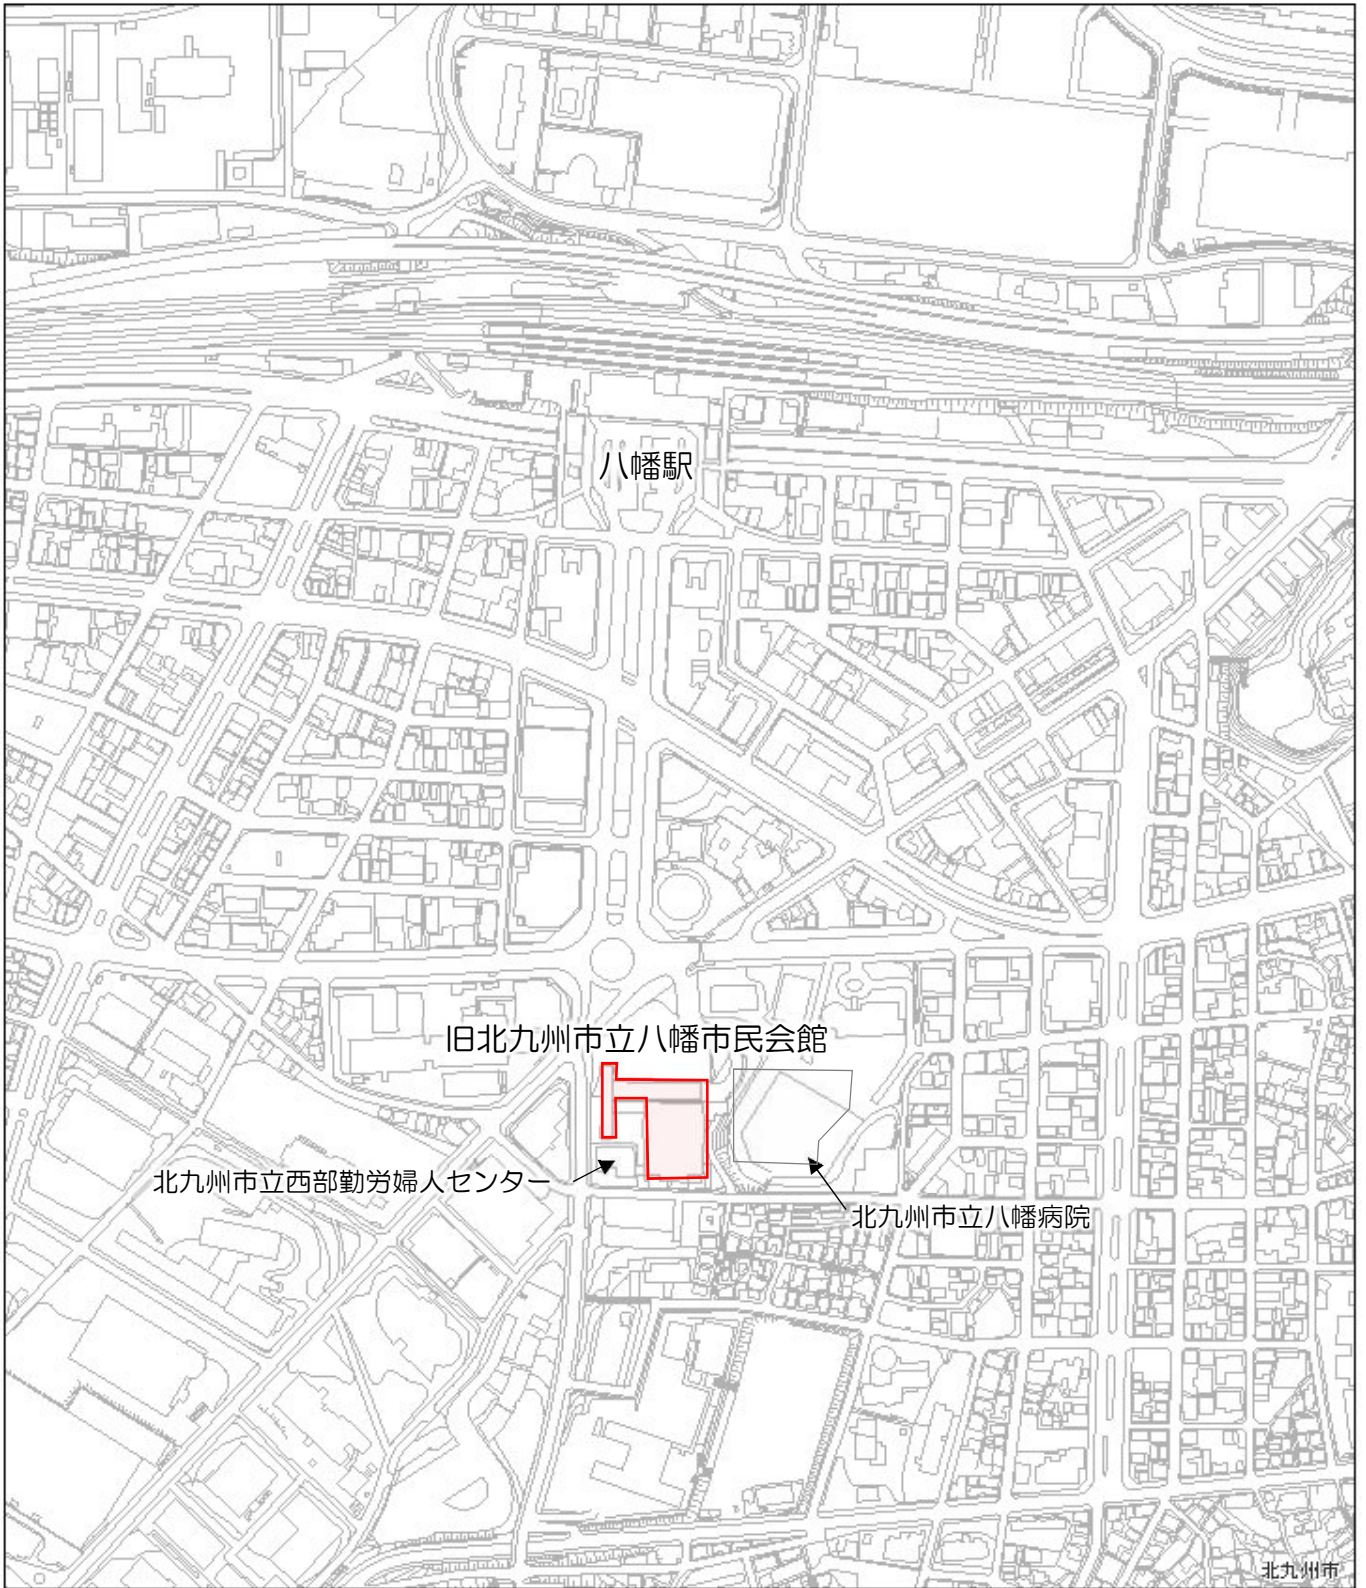 八幡駅
旧北九州市立八幡市民会館
北九州市立西部勤労婦人センター
北九州市立八幡病院
北九州市